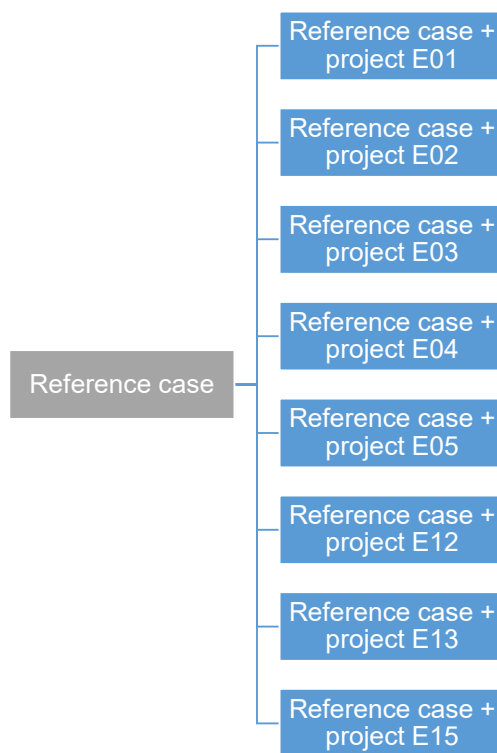 Reference case +
project E01
Reference case +
project E02
Reference case +
project E03
Reference case +
project E04
Reference case
Reference case +
project E05
Reference case +
project E12
Reference case +
project E13
Reference case +
project E15